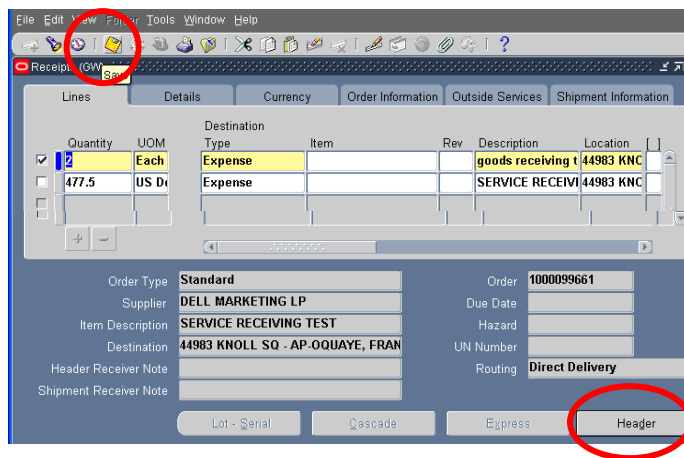 File Edit View Folder Tools Window Help
Receipts (GW
Save
Lines Details Currency Order Information Outside Services Shipment Information
Destination
Quantity UOM Type Item Rev Description Location [ ]
2 Each Expense goods receiving t 44983 KNO
477.5 US Do Expense SERVICE RECEIVI 44983 KNO
Order Type Standard Order 1000099661
Supplier DELL MARKETING LP Due Date
Item Description SERVICE RECEIVING TEST Hazard
Destination 44983 KNOLL SQ - AP-OQUAYE, FRAN UN Number
Header Receiver Note Routing Direct Delivery
Shipment Receiver Note
Lot - Serial Cascade Express Header